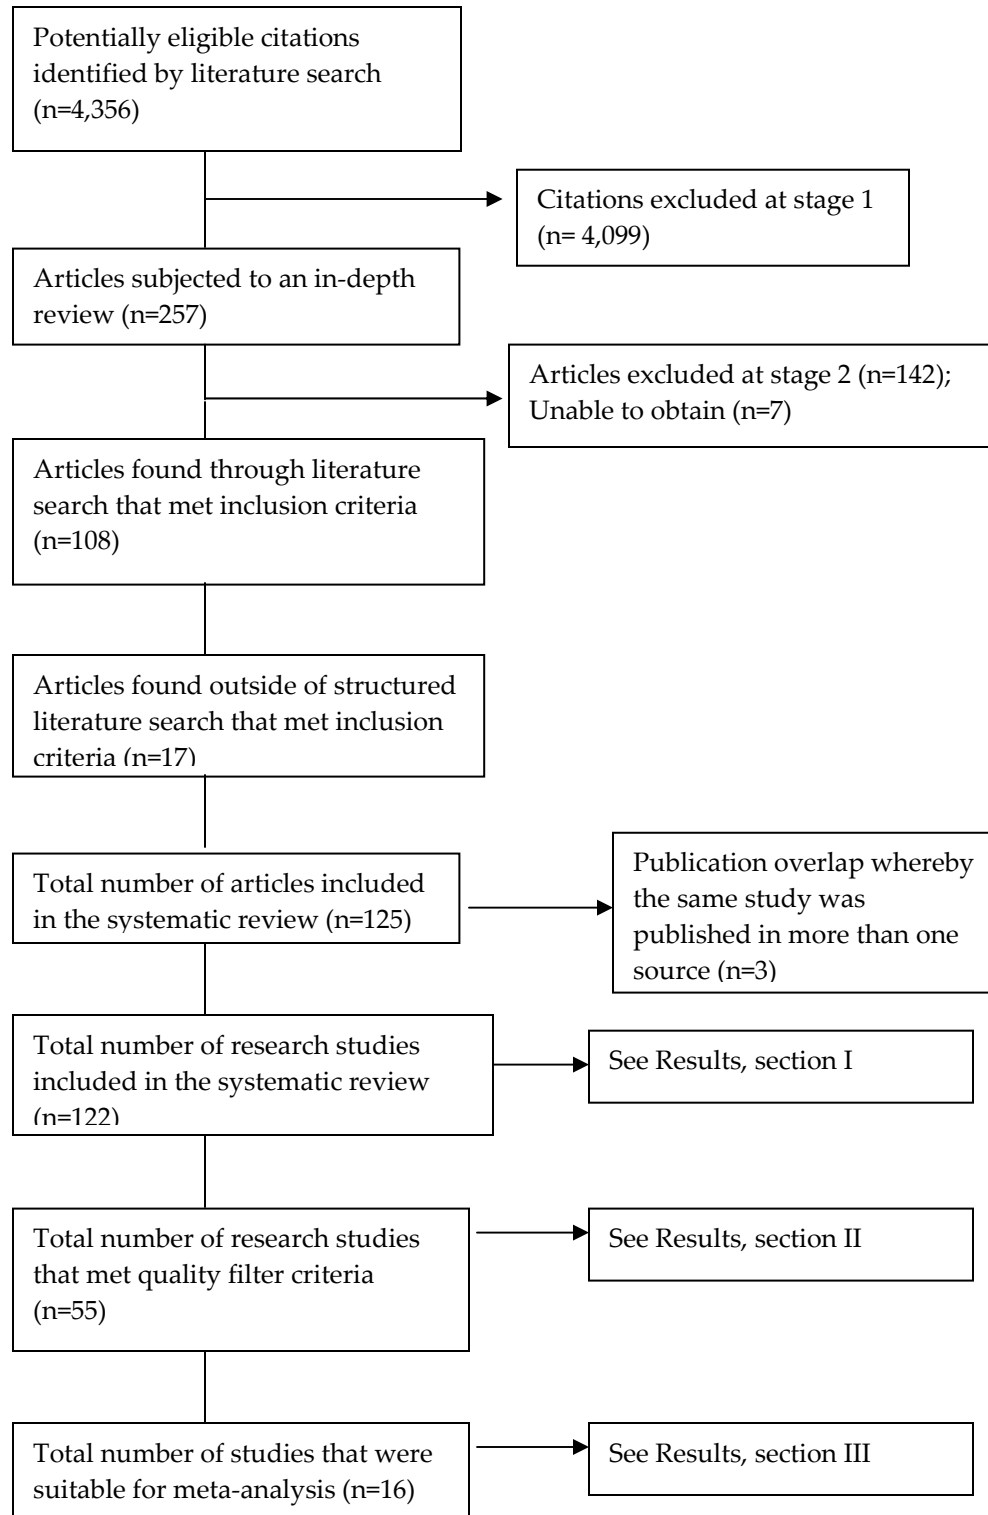 Potentially eligible citations
identified by literature search
(n=4,356)
Citations excluded at stage 1
(n= 4,099)
Articles subjected to an in-depth
review (n=257)
Articles excluded at stage 2 (n=142);
Unable to obtain (n=7)
Articles found through literature
search that met inclusion criteria
(n=108)
Articles found outside of structured
literature search that met inclusion
criteria (n=17)
Total number of articles included
in the systematic review (n=125)
Publication overlap whereby
the same study was
published in more than one
source (n=3)
Total number of research studies
included in the systematic review
(n=122)
See Results, section I
Total number of research studies
that met quality filter criteria
(n=55)
See Results, section II
Total number of studies that were
suitable for meta-analysis (n=16)
See Results, section III